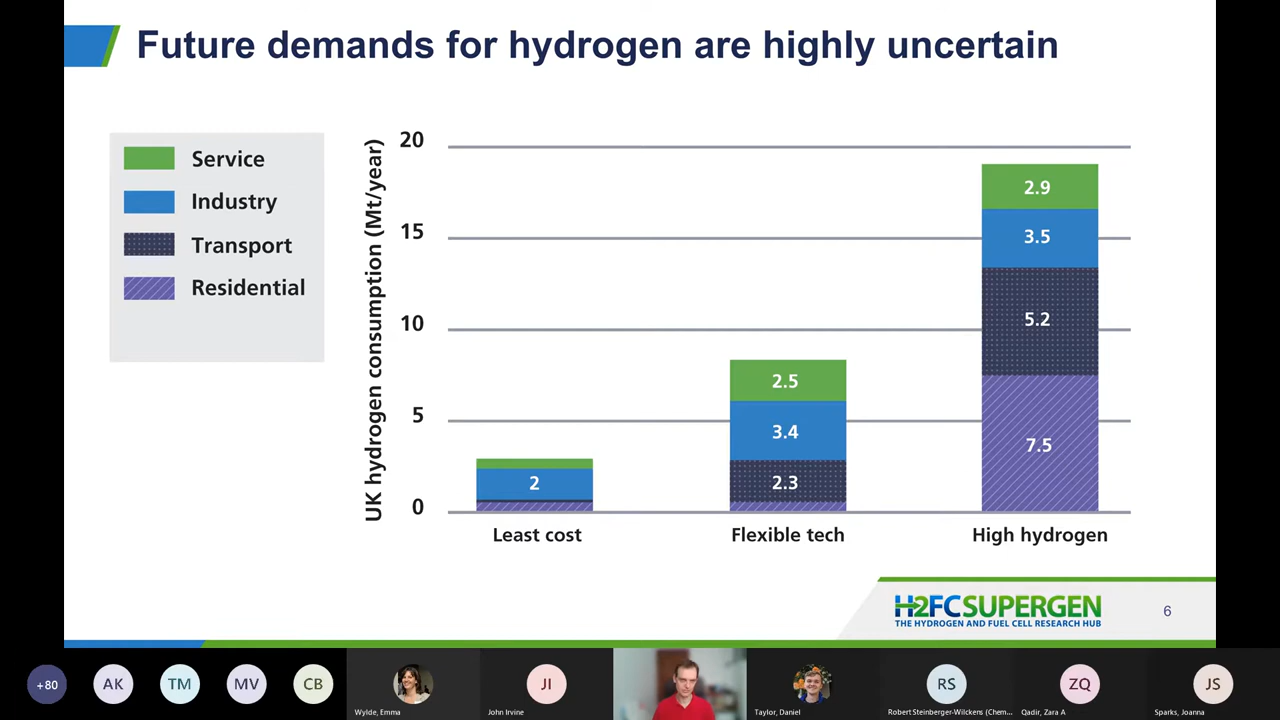 Future demands for hydrogen are highly uncertain
Service
Industry
Transport
Residential
UK hydrogen consumption (Mt/year)
20
15
10
5
0
2
2.5
3.4
2.3
2.9
3.5
5.2
7.5
Least cost
Flexible tech
High hydrogen
H2FCSUPERGEN
THE HYDROGEN AND FUEL CELL RESEARCH HUB
6
+80
AK
TM
MV
CB
JI
RS
ZQ
JS
Wylde, Emma
John Irvine
Taylor, Daniel
Robert Steinberger-Wilckens (Chem...
Qadir, Zara A
Sparks, Joanna